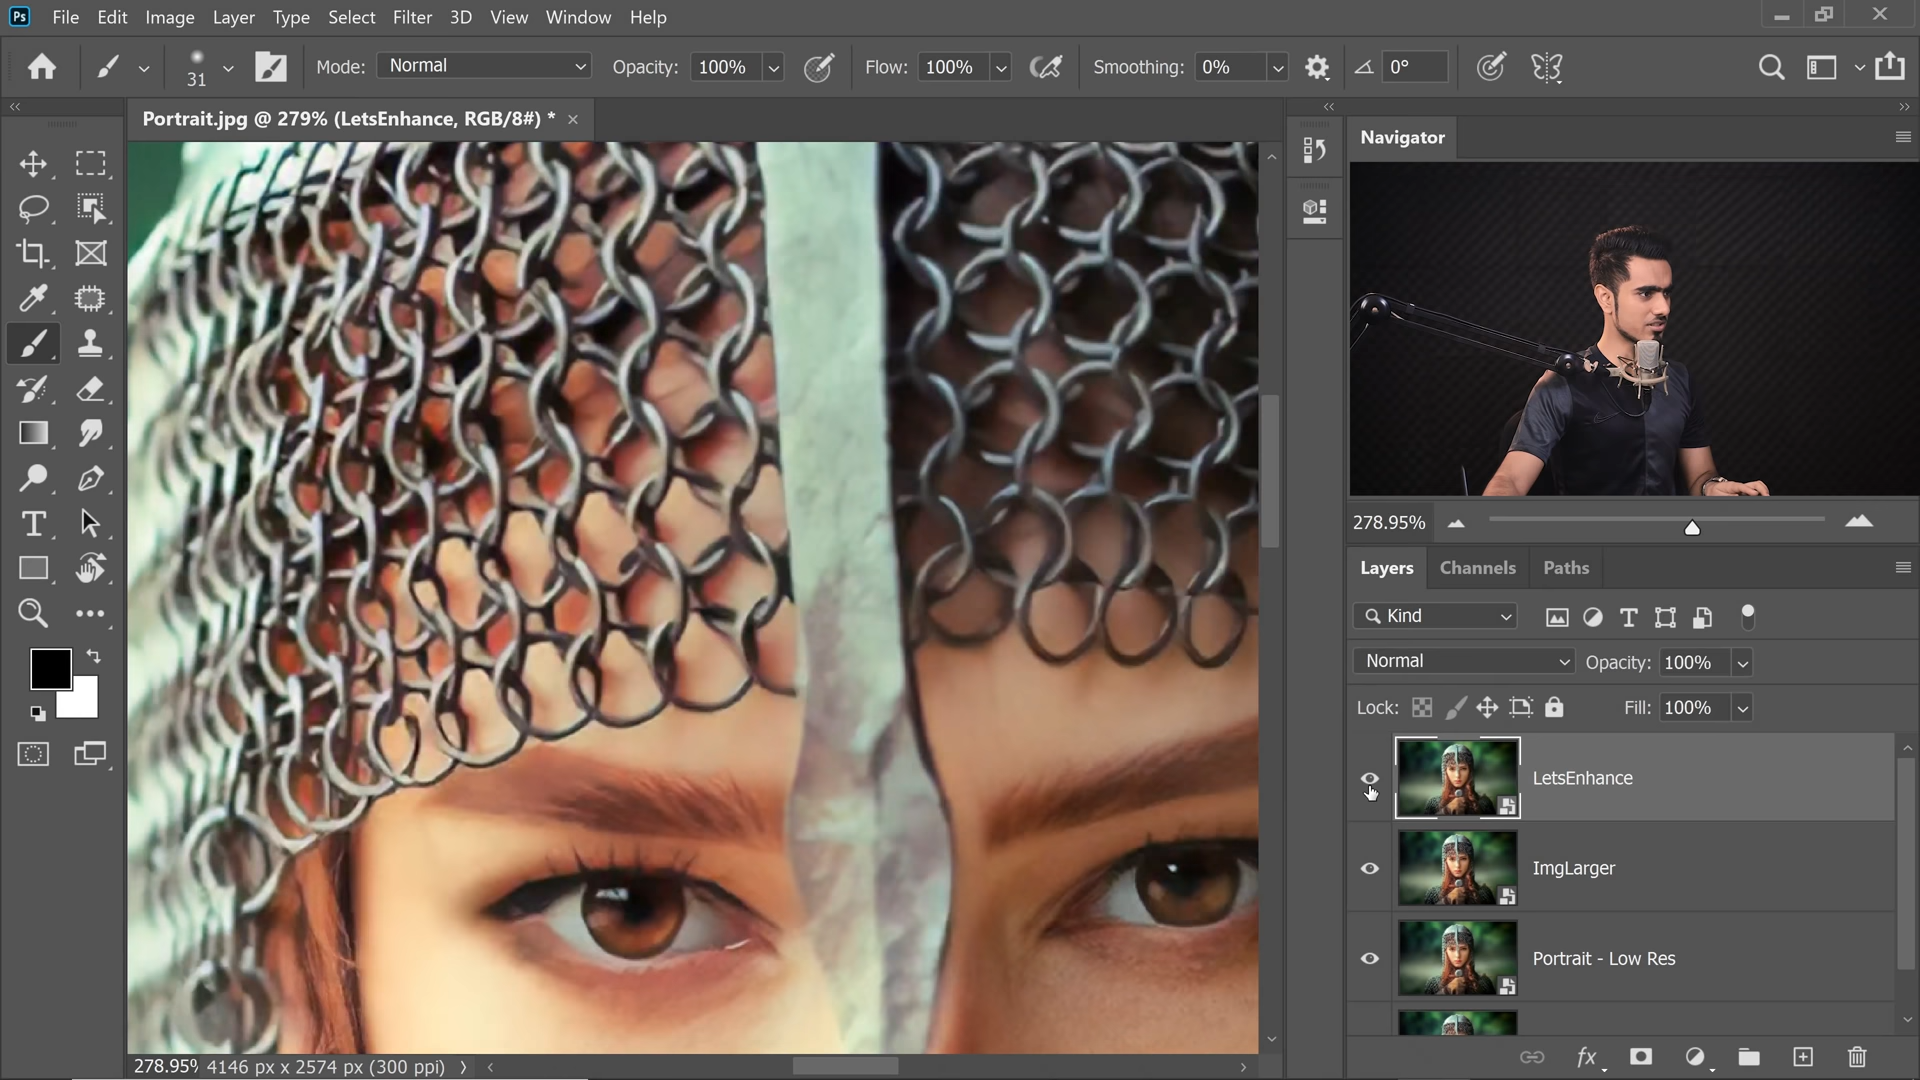 Ps File Edit Image Layer Type Select Filter 3D View Window Help
31 Mode: Normal Opacity: 100% Flow: 100% Smoothing: 0% 0°
Portrait.jpg @ 279% (LetsEnhance, RGB/8#) *
Navigator
278.95%
Layers Channels Paths
Kind
Normal Opacity: 100%
Lock: Fill: 100%
LetsEnhance
ImgLarger
Portrait - Low Res
fx
278.95% 4146 px x 2574 px (300 ppi)